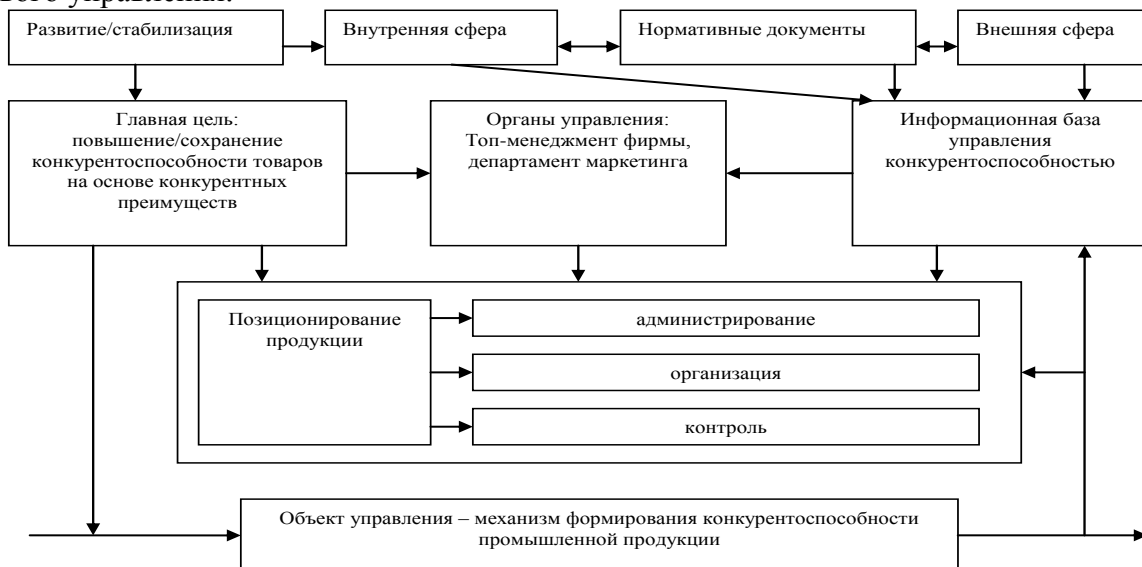 вого управления.
Развитие/стабилизация
Внутренняя сфера
Нормативные документы
Внешняя сфера
Главная цель:
повышение/сохранение
конкурентоспособности товаров
на основе конкурентных
преимуществ
Органы управления:
Топ-менеджмент фирмы,
департамент маркетинга
Информационная база
управления
конкурентоспособностью
Позиционирование
продукции
администрирование
организация
контроль
Объект управления – механизм формирования конкурентоспособности
промышленной продукции